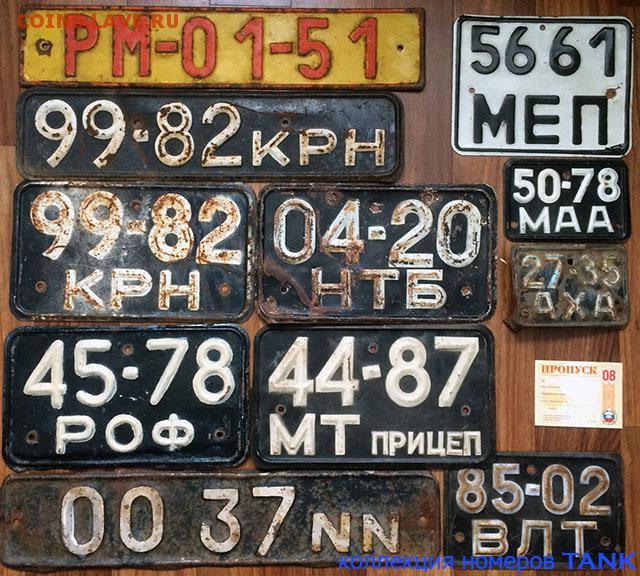 COINSS.LAVE.RU
РМ-01-51
5661
МЕП
99-82 КРН
50-78
МАА
99-82
КРН
04-20
НТБ
27-35
АХА
45-78
РОФ
44-87
МТ ПРИЦЕП
ПРОПУСК
08
00 37 NN
85-02
ВЛТ
коллекция номеров TANK